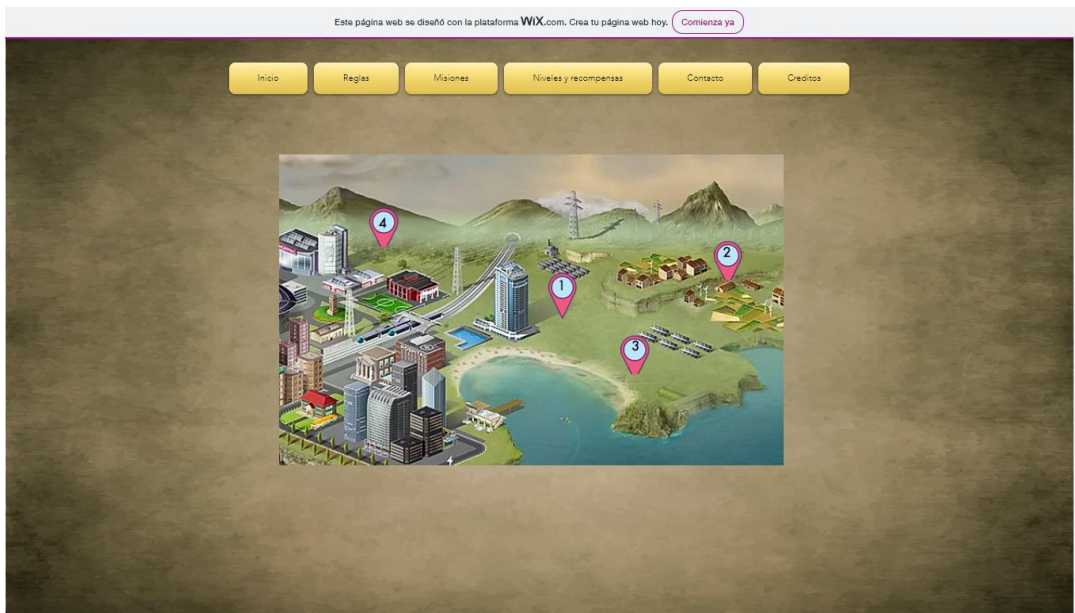 Este página web se diseñó con la plataforma WiX.com. Crea tu página web hoy. Comienza ya
Inicio Reglas Misiones Niveles y recompensas Contacto Creditos
4
2
1
3